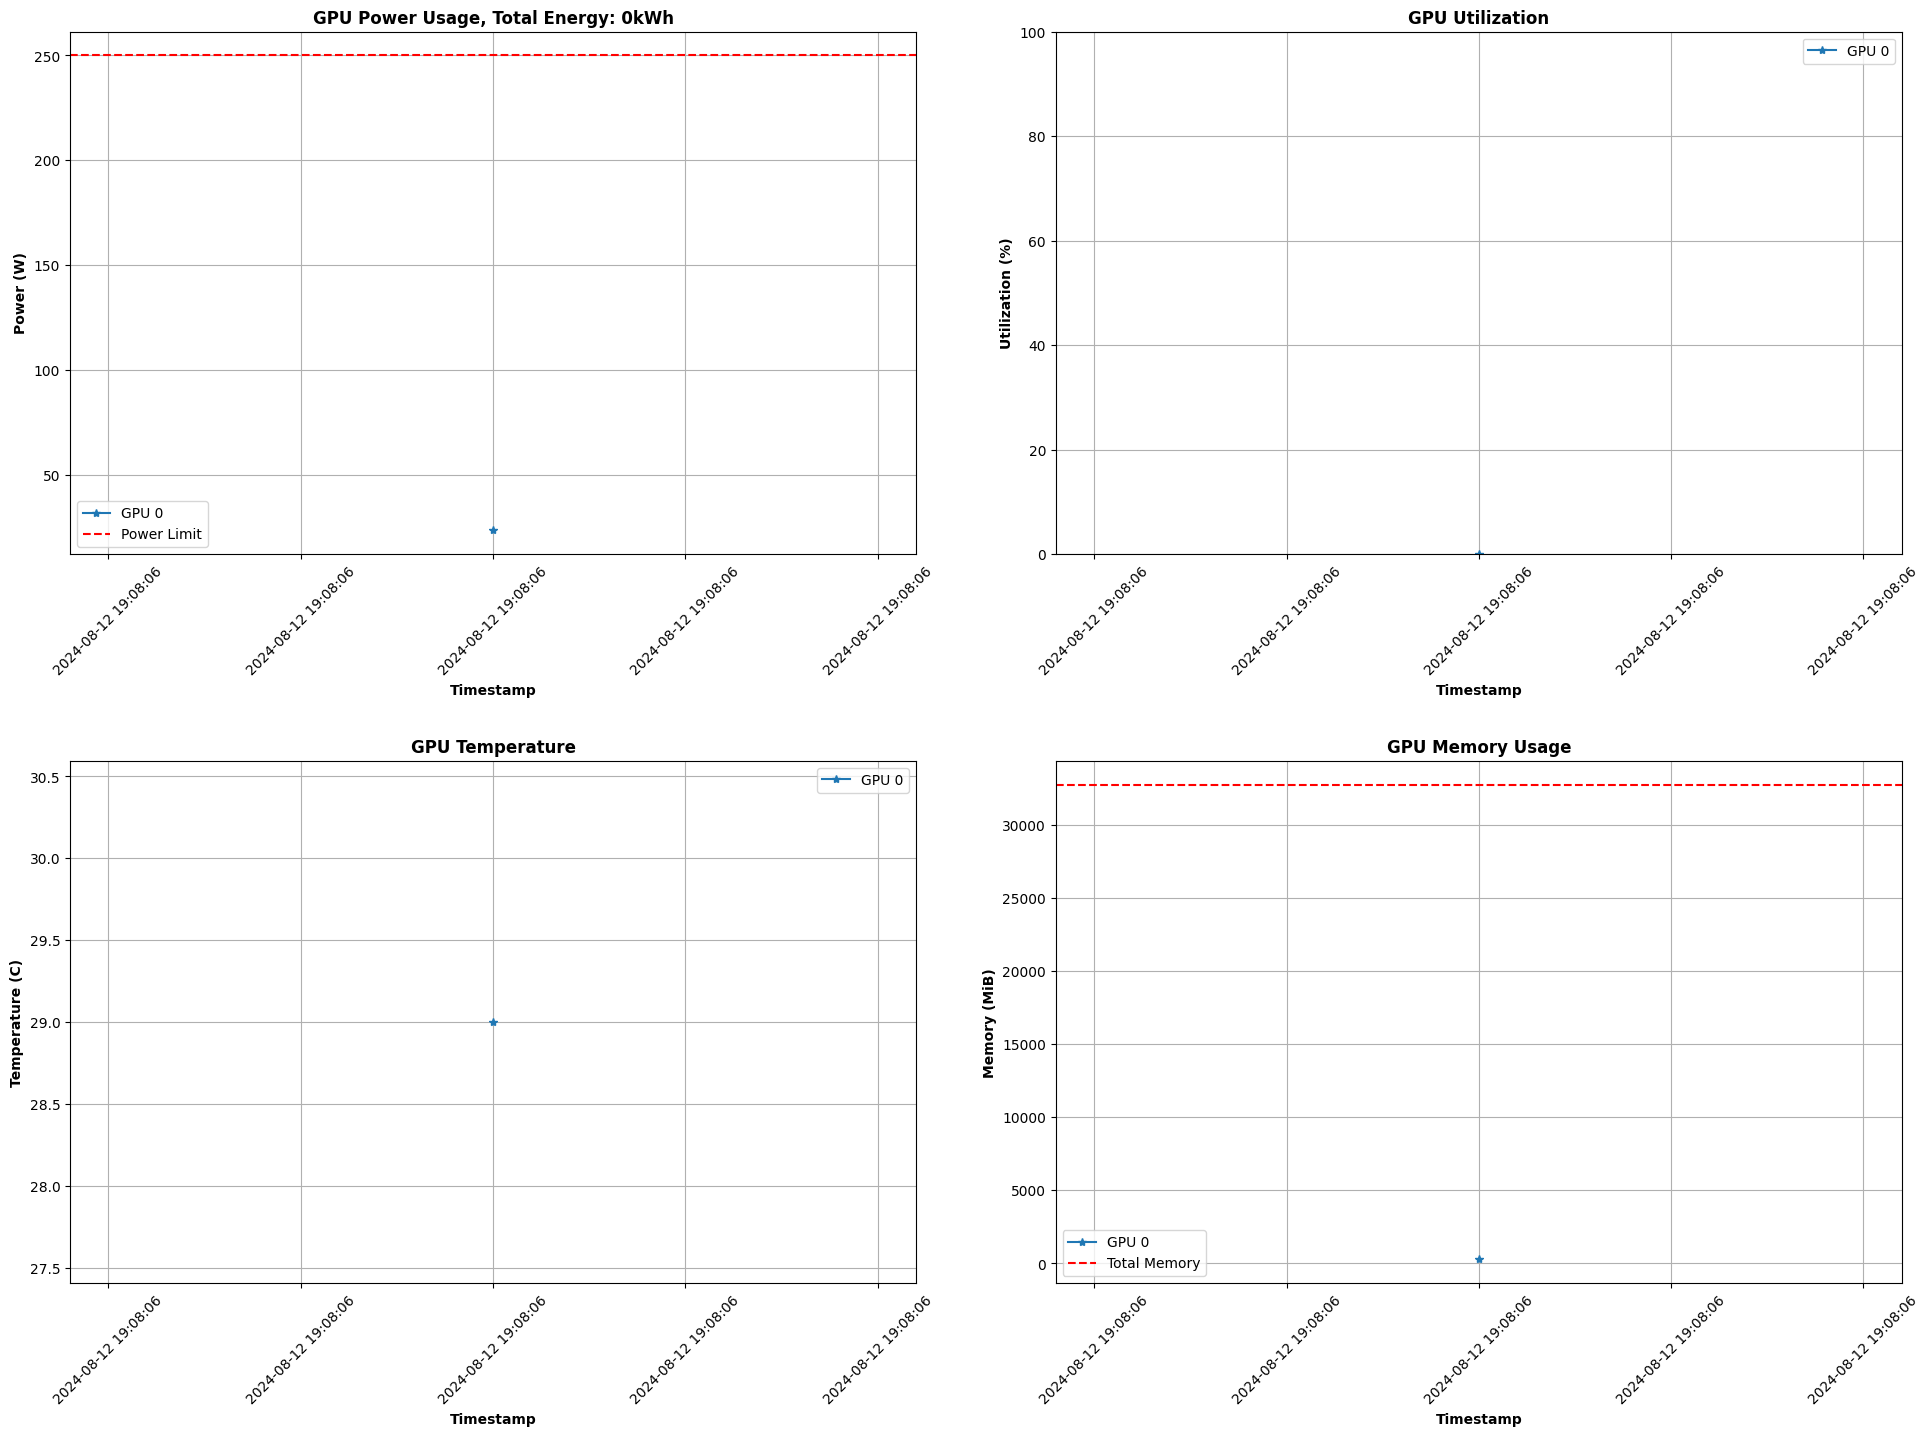 GPU Power Usage, Total Energy: 0kWh
Power (W)
250
200
150
100
50
GPU 0
Power Limit
2024-08-12 19:08:06
2024-08-12 19:08:06
2024-08-12 19:08:06
2024-08-12 19:08:06
2024-08-12 19:08:06
Timestamp
GPU Utilization
Utilization (%)
100
80
60
40
20
0
GPU 0
2024-08-12 19:08:06
2024-08-12 19:08:06
2024-08-12 19:08:06
2024-08-12 19:08:06
2024-08-12 19:08:06
Timestamp
GPU Temperature
Temperature (C)
30.5
30.0
29.5
29.0
28.5
28.0
27.5
GPU 0
2024-08-12 19:08:06
2024-08-12 19:08:06
2024-08-12 19:08:06
2024-08-12 19:08:06
2024-08-12 19:08:06
Timestamp
GPU Memory Usage
Memory (MiB)
30000
25000
20000
15000
10000
5000
0
GPU 0
Total Memory
2024-08-12 19:08:06
2024-08-12 19:08:06
2024-08-12 19:08:06
2024-08-12 19:08:06
2024-08-12 19:08:06
Timestamp